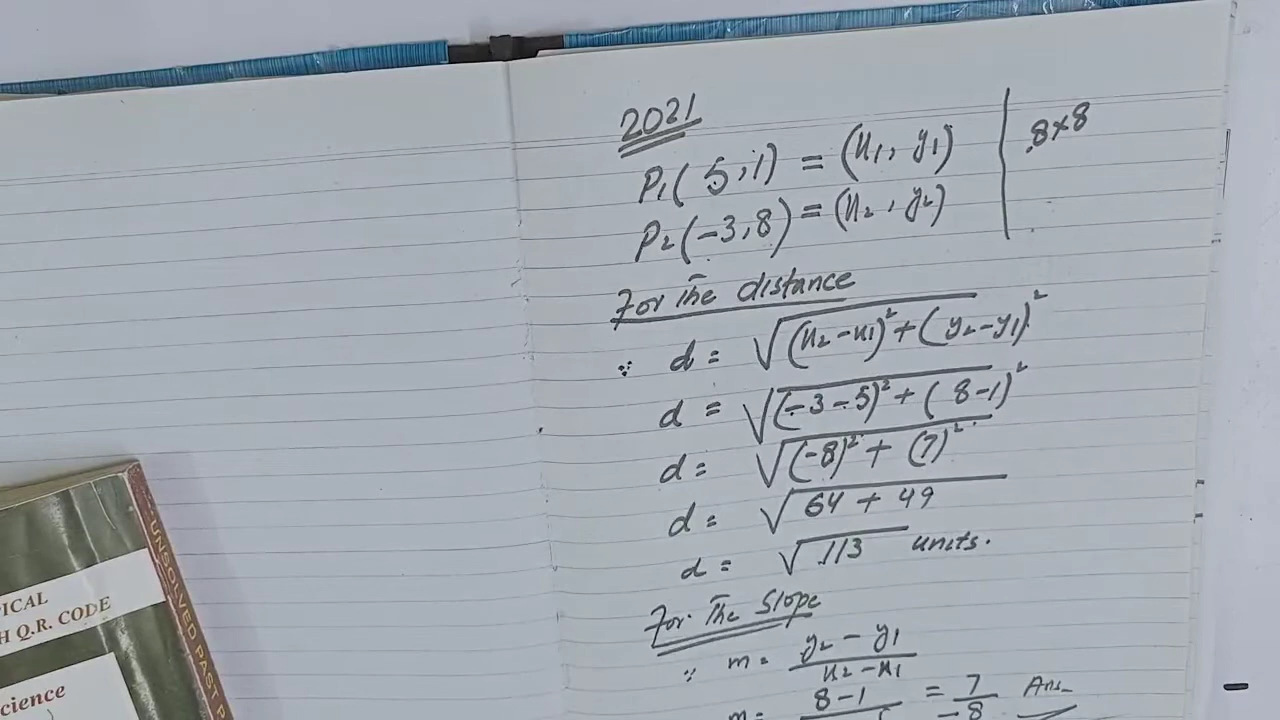 2021
P₁(5,1) = (x₁, y₁)
8×8
P₂(-3,8) = (x₂, y₂)
For the distance
∵ d = √(x₂-x₁)²+(y₂-y₁)²
d = √(-3-5)²+(8-1)²
d = √(-8)²+(7)²
d = √64+49
d = √113 units.
For the Slope
∵ m = y₂-y₁/x₂-x₁
m = 8-1 = 7/-8 Ans
UNSOLVED PAST
ICAL
H Q.R. CODE
cience